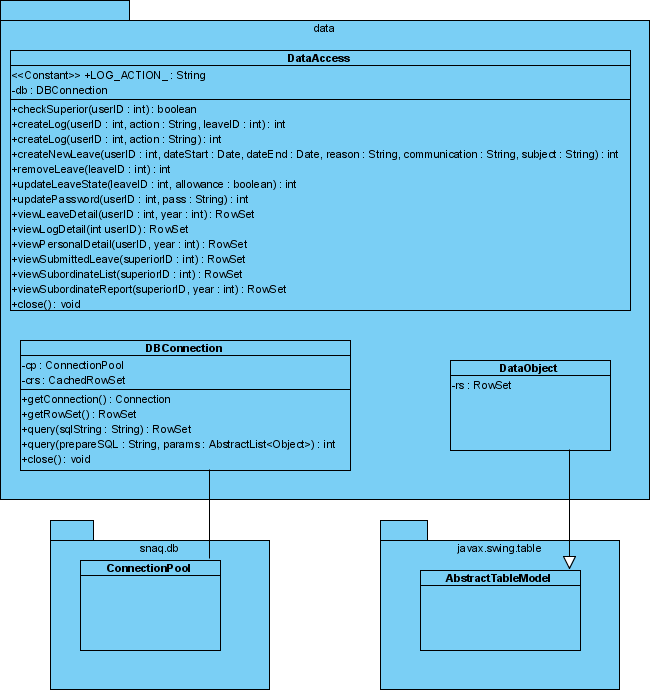 data
DataAccess
<<Constant>> +LOG_ACTION_ : String
-db : DBConnection
+checkSuperior(userID : int) : boolean
+createLog(userID : int, action : String, leaveID : int) : int
+createLog(userID : int, action : String) : int
+createNewLeave(userID : int, dateStart : Date, dateEnd : Date, reason : String, communication : String, subject : String) : int
+removeLeave(leaveID : int) : int
+updateLeaveState(leaveID : int, allowance : boolean) : int
+updatePassword(userID : int, pass : String) : int
+viewLeaveDetail(userID : int, year : int) : RowSet
+viewLogDetail(int userID) : RowSet
+viewPersonalDetail(userID, year : int) : RowSet
+viewSubmittedLeave(superiorID : int) : RowSet
+viewSubordinateList(superiorID : int) : RowSet
+viewSubordinateReport(superiorID, year : int) : RowSet
+close() : void
DBConnection
-cp : ConnectionPool
-crs : CachedRowSet
+getConnection() : Connection
+getRowSet() : RowSet
+query(sqlString : String) : RowSet
+query(prepareSQL : String, params : AbstractList<Object>) : int
+close() : void
DataObject
-rs : RowSet
snaq.db
ConnectionPool
javax.swing.table
AbstractTableModel